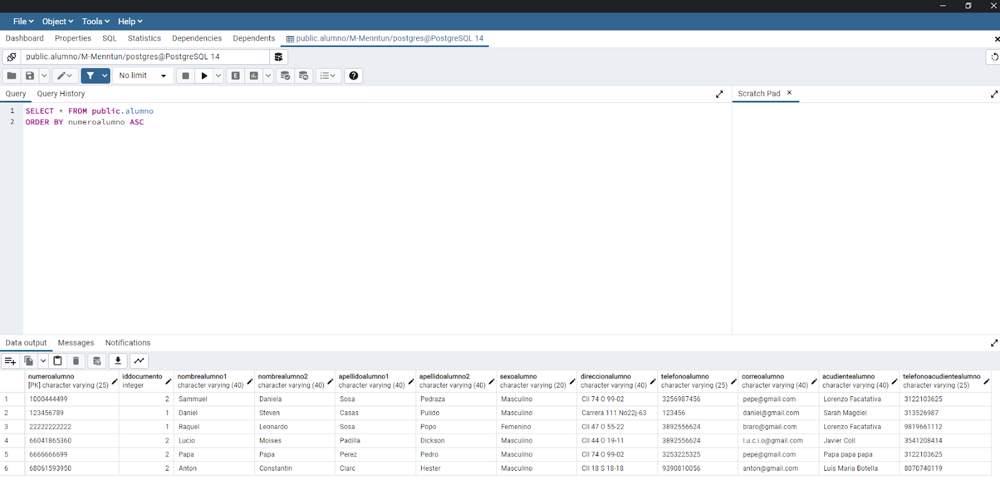 File Object Tools Help
Dashboard Properties SQL Statistics Dependencies Dependents public.alumno/M-Menntun/postgres@PostgreSQL 14
public.alumno/M-Menntun/postgres@PostgreSQL 14
No limit E
Query Query History Scratch Pad
1 SELECT * FROM public.alumno
2 ORDER BY numeroalumno ASC
Data output Messages Notifications
numeroalumno iddocumento nombrealumno1 nombrealumno2 apellidoalumno1 apellidoalumno2 sexoalumno direccionalumno telefonoalumno correoalumno acudientealumno telefonoacudientealumno
[PK] character varying (25) integer character varying (40) character varying (40) character varying (40) character varying (40) character varying (20) character varying (40) character varying (25) character varying (40) character varying (40) character varying (25)
1 1000444499 2 Sammuel Daniela Sosa Pedraza Masculino Cll 74 O 99-02 3256987456 pepe@gmail.com Lorenzo Facatativa 3122103625
2 123456789 1 Daniel Steven Casas Pulido Masculino Carrera 111 No22j-63 123456 daniel@gmail.com Sarah Magdiel 313526987
3 22222222222 1 Raquel Leonardo Sosa Popo Femenino Cll 47 O 55-22 3892556624 braro@gmail.com Lorenzo Facatativa 9819661112
4 66041865360 2 Lucio Moises Padilla Dickson Masculino Cll 44 O 19-11 3892556624 l.u.c.i.o@gmail.com Javier Coll 3541208414
5 6666666699 2 Papa Papa Perez Pedro Masculino Cll 74 O 99-02 3253225325 pepe@gmail.com Papa papa papa 3122103625
6 68061593950 2 Anton Constantin Clarc Hester Masculino Cll 18 S 18-18 9390810056 anton@gmail.com Luis Maria Botella 8070740119